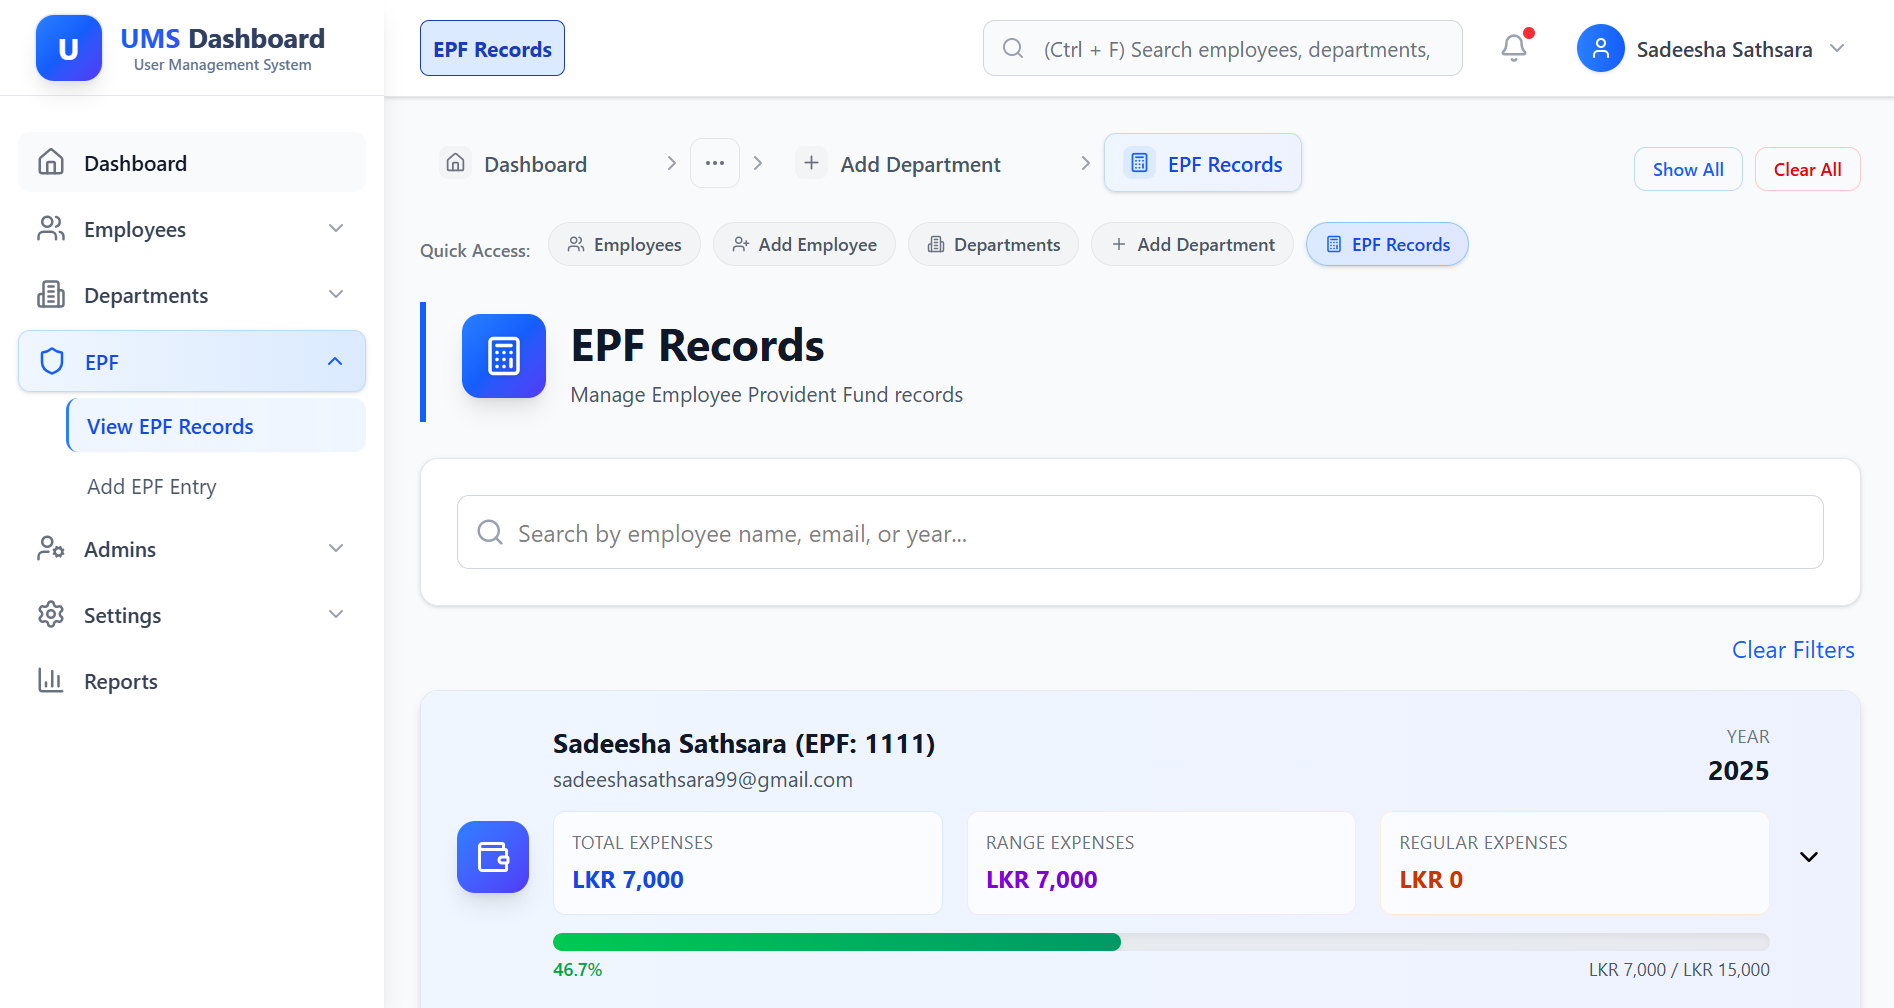 U
UMS Dashboard
User Management System
EPF Records
(Ctrl + F) Search employees, departments,
Sadeesha Sathsara
Dashboard
Employees
Departments
EPF
View EPF Records
Add EPF Entry
Admins
Settings
Reports
Dashboard
Add Department
EPF Records
Show All
Clear All
Quick Access:
Employees
Add Employee
Departments
Add Department
EPF Records
EPF Records
Manage Employee Provident Fund records
Search by employee name, email, or year...
Clear Filters
Sadeesha Sathsara (EPF: 1111)
sadeeshasathsara99@gmail.com
YEAR
2025
TOTAL EXPENSES
LKR 7,000
RANGE EXPENSES
LKR 7,000
REGULAR EXPENSES
LKR 0
46.7%
LKR 7,000 / LKR 15,000